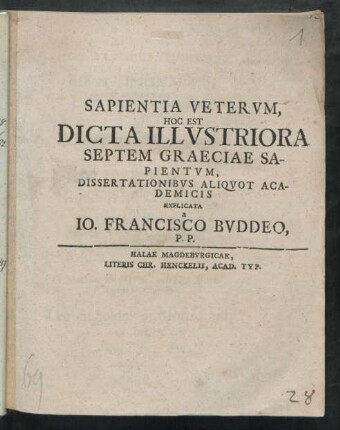 1
SAPIENTIA VETERVM,
HOC EST
DICTA ILLVSTRIORA
SEPTEM GRAECIAE SA-
PIENTVM,
DISSERTATIONIBVS ALIQVOT ACA-
DEMICIS
EXPLICATA
a
IO. FRANCISCO BVDDEO,
P. P.
HALAE MAGDEBVRGICAE,
LITERIS CHR. HENCKELII, ACAD. TYP.
69
28